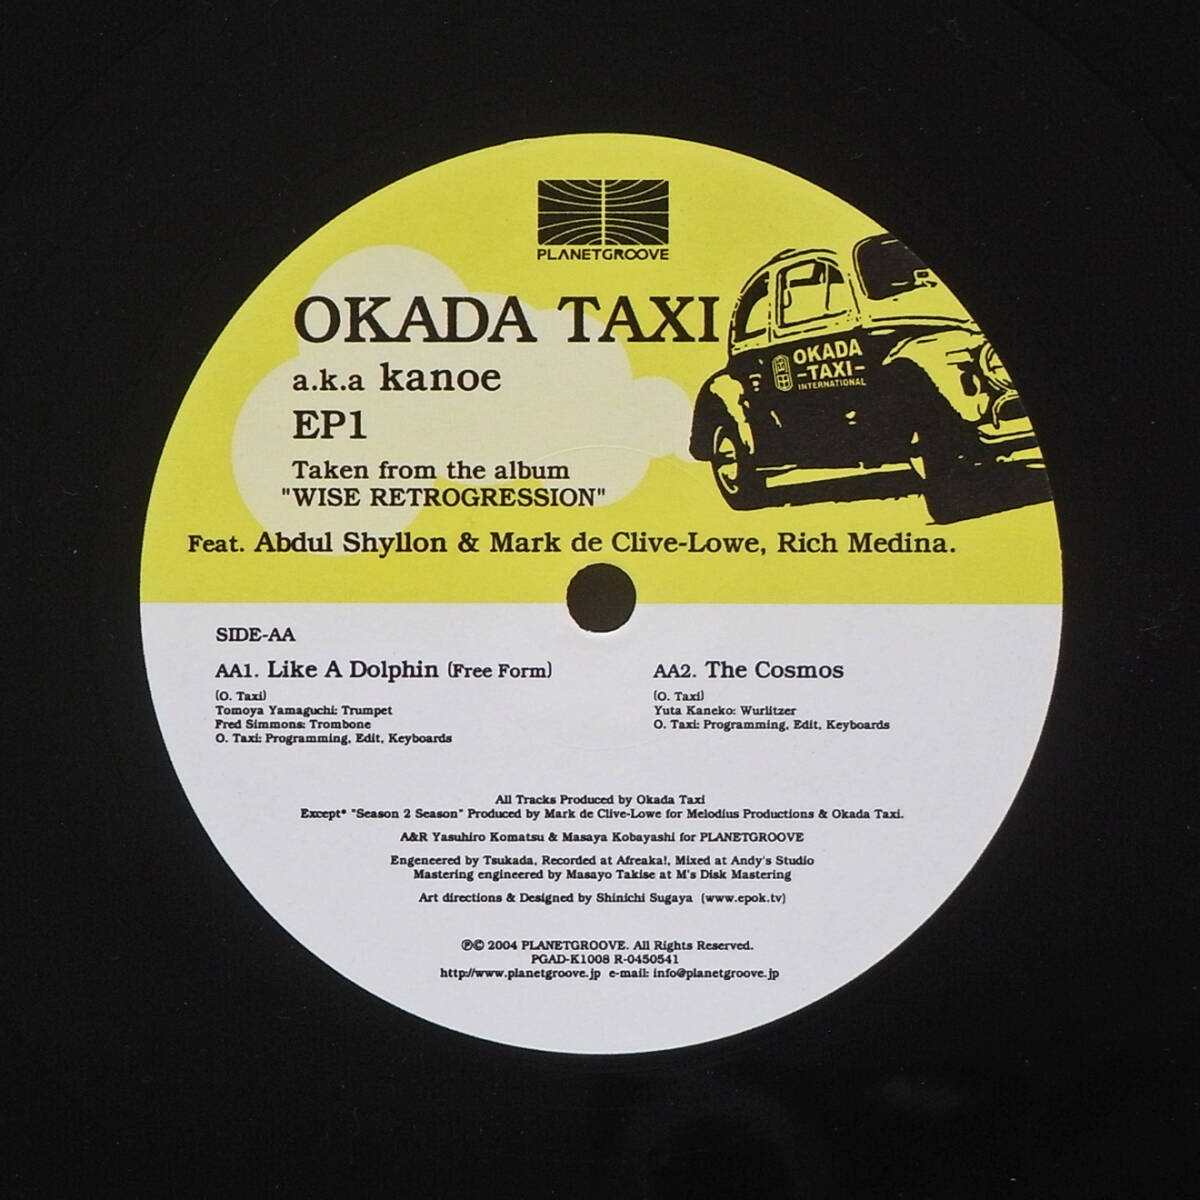 PLANETGROOVE
OKADA TAXI
a.k.a kanoe
EP1
Taken from the album
"WISE RETROGRESSION"
Feat. Abdul Shyllon & Mark de Clive-Lowe, Rich Medina.
OKADA
-TAXI-
INTERNATIONAL
SIDE-AA
AA1. Like A Dolphin (Free Form)
(O. Taxi)
Tomoya Yamaguchi: Trumpet
Fred Simmons: Trombone
O. Taxi: Programming, Edit, Keyboards
AA2. The Cosmos
(O. Taxi)
Yuta Kaneko: Wurlitzer
O. Taxi: Programming, Edit, Keyboards
All Tracks Produced by Okada Taxi
Except* "Season 2 Season" Produced by Mark de Clive-Lowe for Melodius Productions & Okada Taxi.
A&R Yasuhiro Komatsu & Masaya Kobayashi for PLANETGROOVE
Engeneered by Tsukada, Recorded at Afreaka!, Mixed at Andy's Studio
Mastering engineered by Masayo Takise at M's Disk Mastering
Art directions & Designed by Shinichi Sugaya (www.epok.tv)
℗© 2004 PLANETGROOVE. All Rights Reserved.
PGAD-K1008 R-0450541
http://www.planetgroove.jp e-mail: info@planetgroove.jp